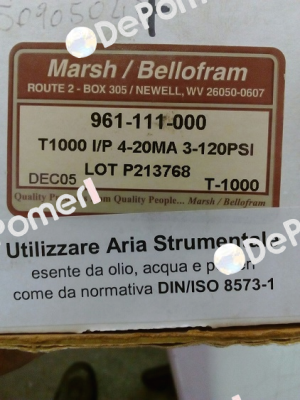 DePomerl
Marsh / Bellofram
ROUTE 2 - BOX 305 / NEWELL, WV 26050-0607
961-111-000
T1000 I/P 4-20MA 3-120PSI
LOT P213768
DEC05
T-1000
Quality People... Marsh / Bellofram
DePomerl
Utilizzare Aria Strumentale
esente da olio, acqua e
come da normativa DIN/ISO 8573-1